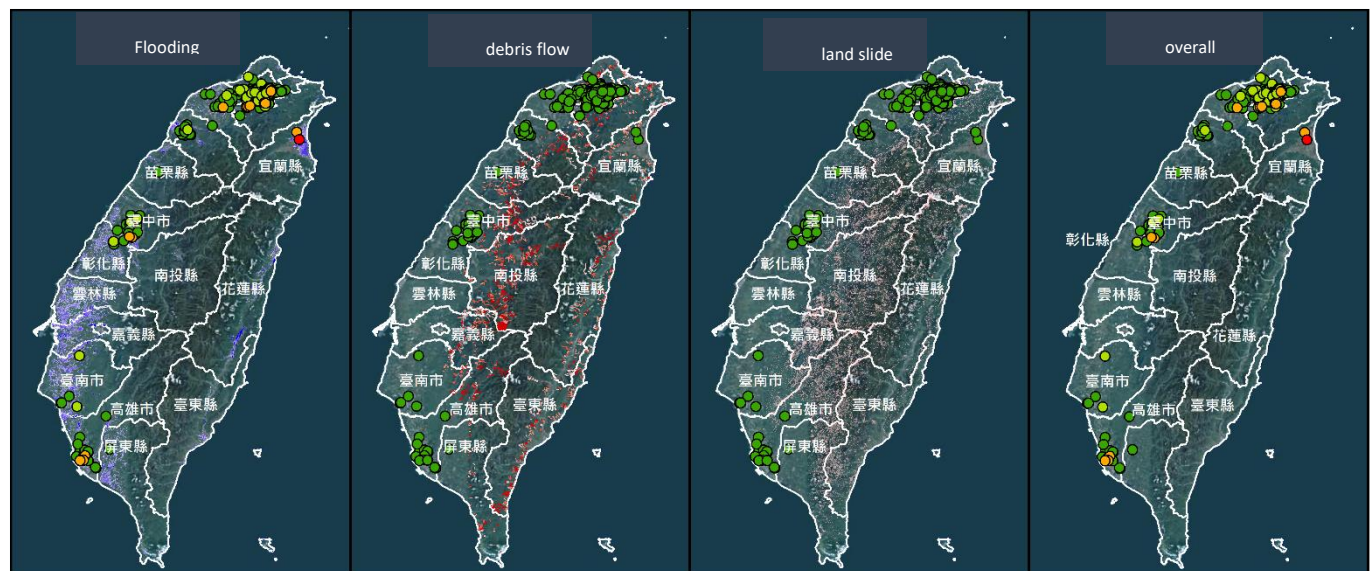 Flooding
宜蘭縣
苗栗縣
臺中市
彰化縣
南投縣
花蓮縣
雲林縣
嘉義縣
臺南市
臺東縣
高雄市
屏東縣
debris flow
宜蘭縣
苗栗縣
臺中市
彰化縣
南投縣
花蓮縣
雲林縣
嘉義縣
臺南市
臺東縣
高雄市
屏東縣
land slide
宜蘭縣
苗栗縣
臺中市
彰化縣
南投縣
花蓮縣
雲林縣
嘉義縣
臺南市
臺東縣
高雄市
屏東縣
overall
宜蘭縣
苗栗縣
臺中市
彰化縣
南投縣
雲林縣
花蓮縣
臺南市
臺東縣
高雄市